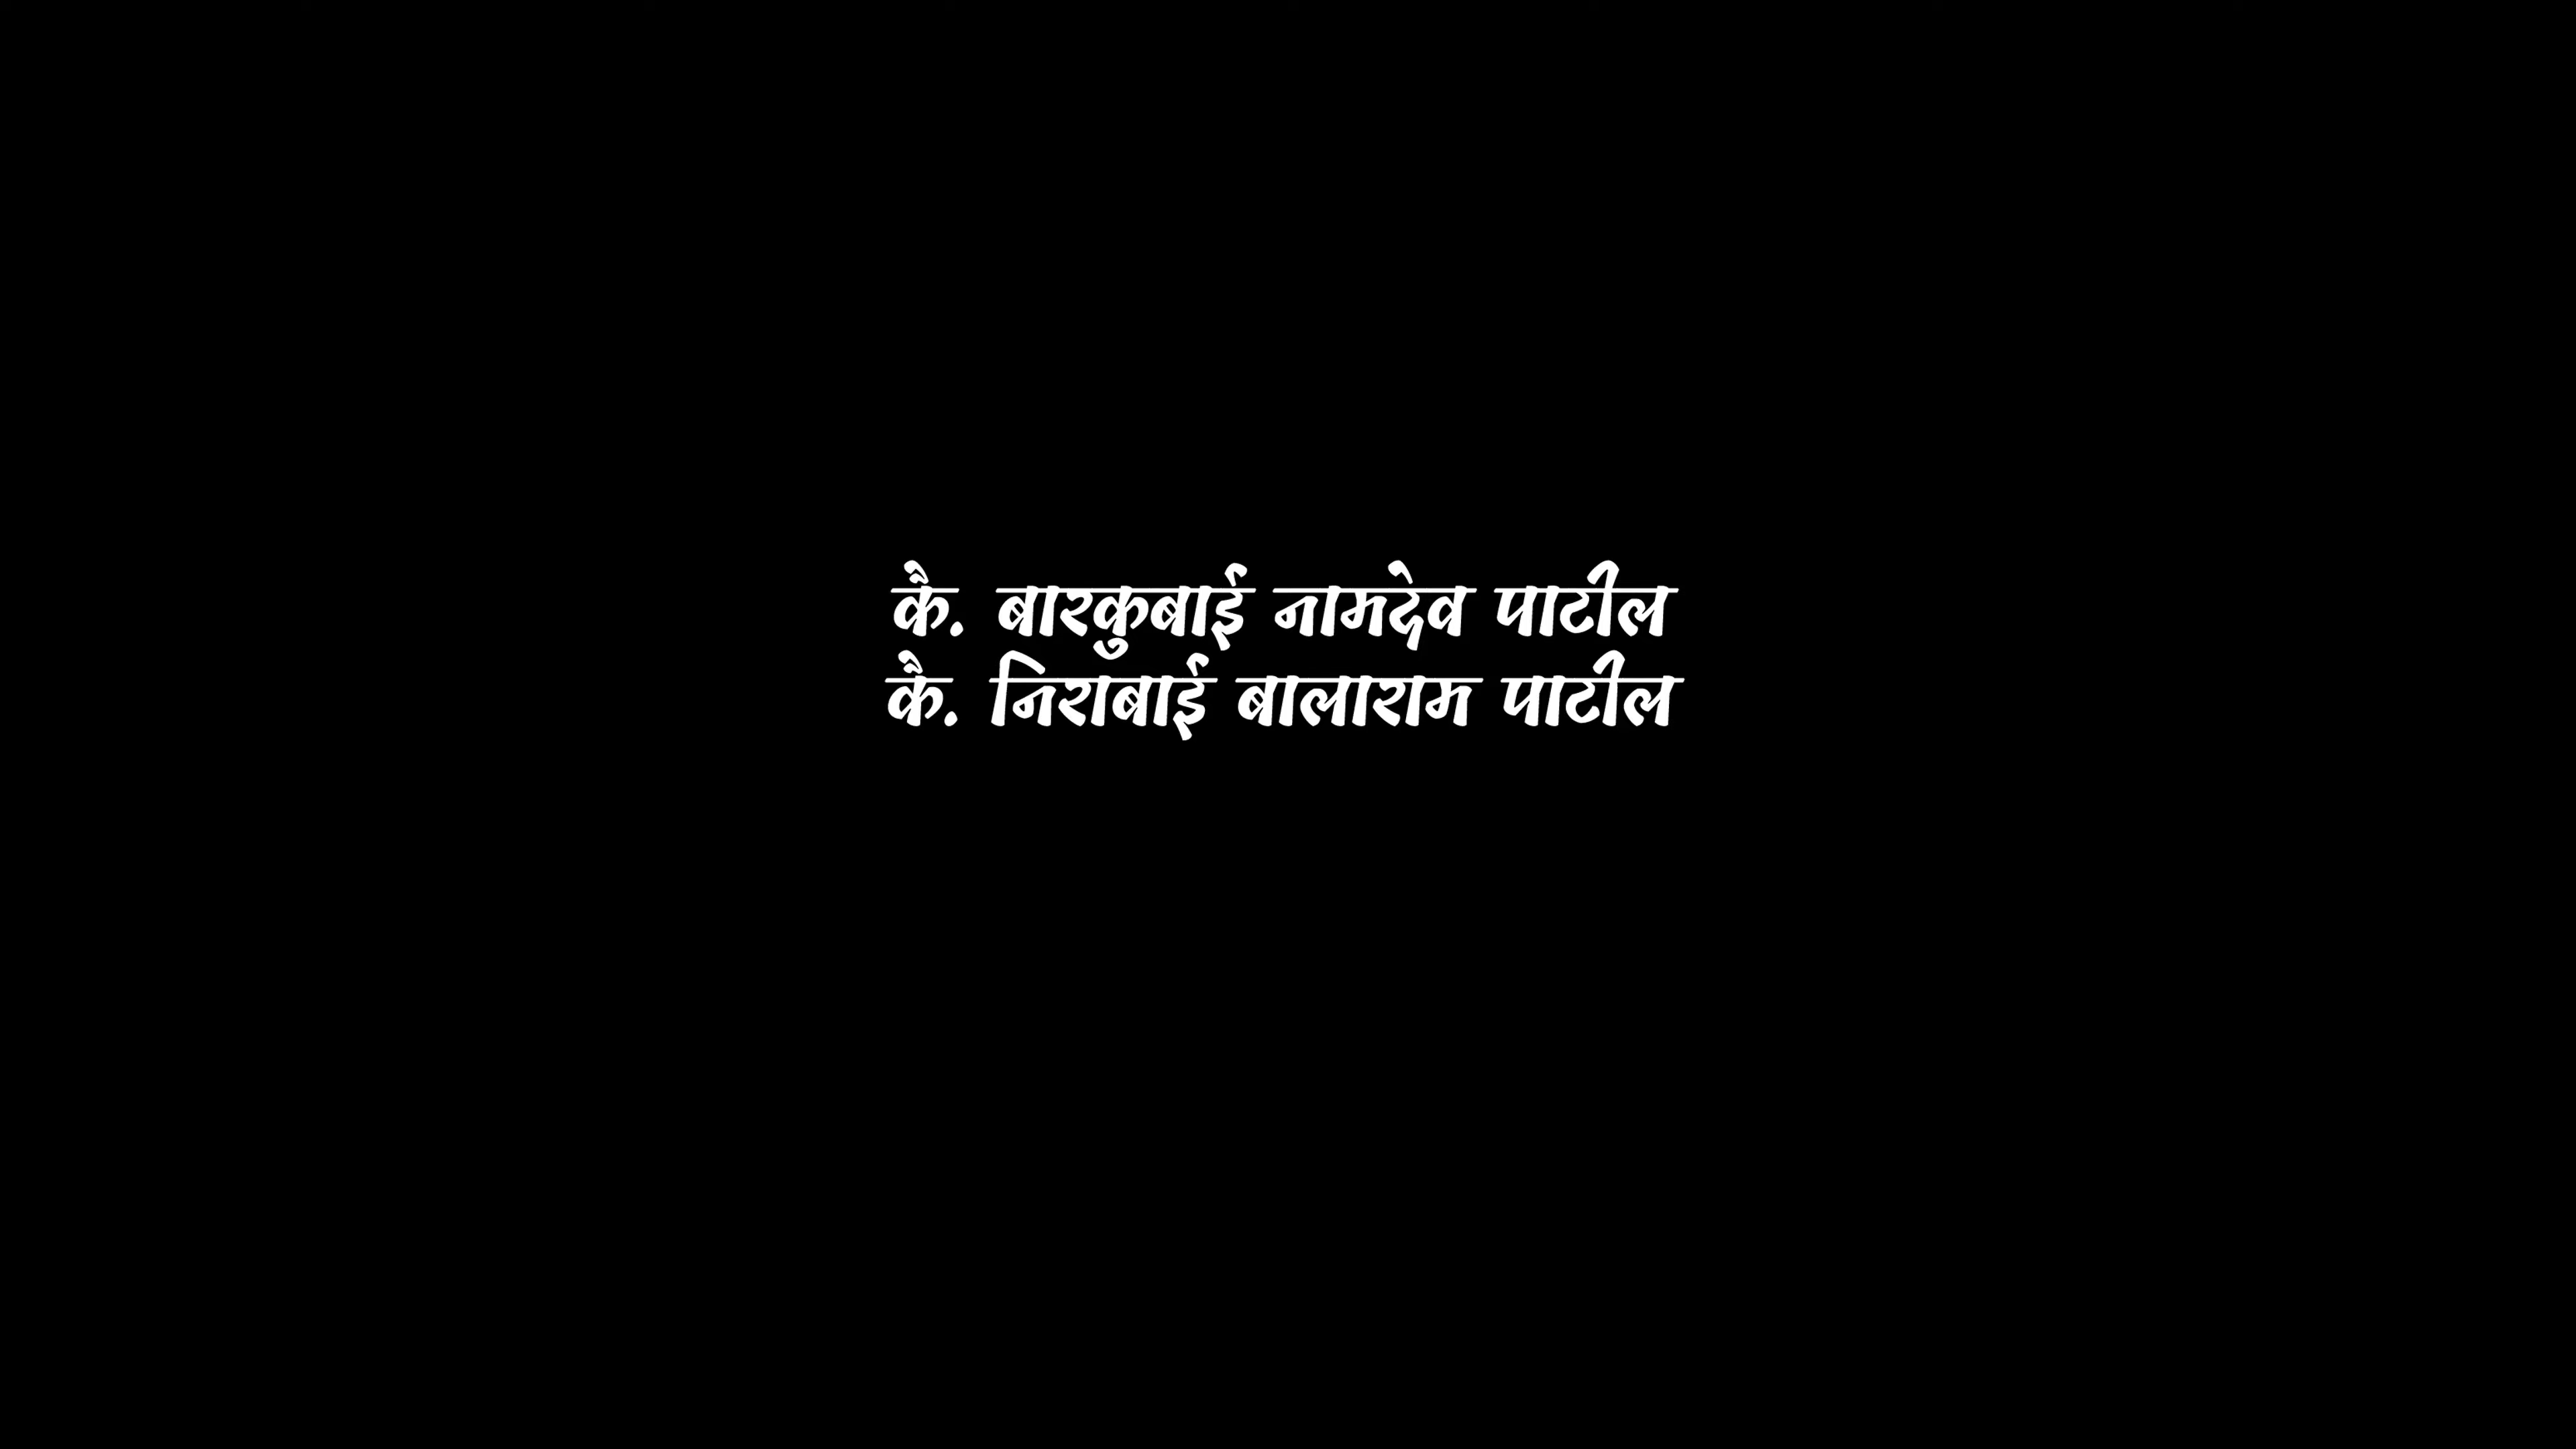 कै. बारकुबाई नामदेव पाटील
कै. निराबाई बालाराम पाटील